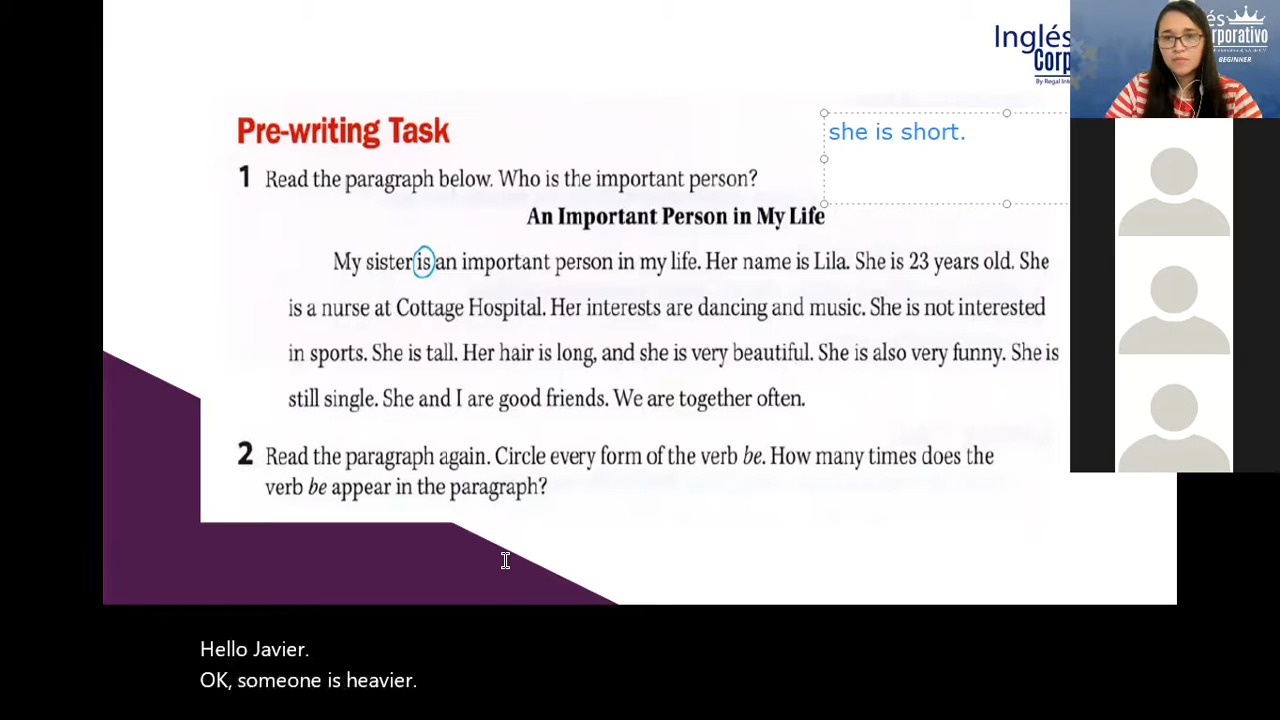 Inglés
Corp
By Regal Int
és
rporativo
BEGINNER
Pre-writing Task
she is short.
1 Read the paragraph below. Who is the important person?
An Important Person in My Life
My sister is an important person in my life. Her name is Lila. She is 23 years old. She
is a nurse at Cottage Hospital. Her interests are dancing and music. She is not interested
in sports. She is tall. Her hair is long, and she is very beautiful. She is also very funny. She is
still single. She and I are good friends. We are together often.
2 Read the paragraph again. Circle every form of the verb be. How many times does the
verb be appear in the paragraph?
Hello Javier.
OK, someone is heavier.